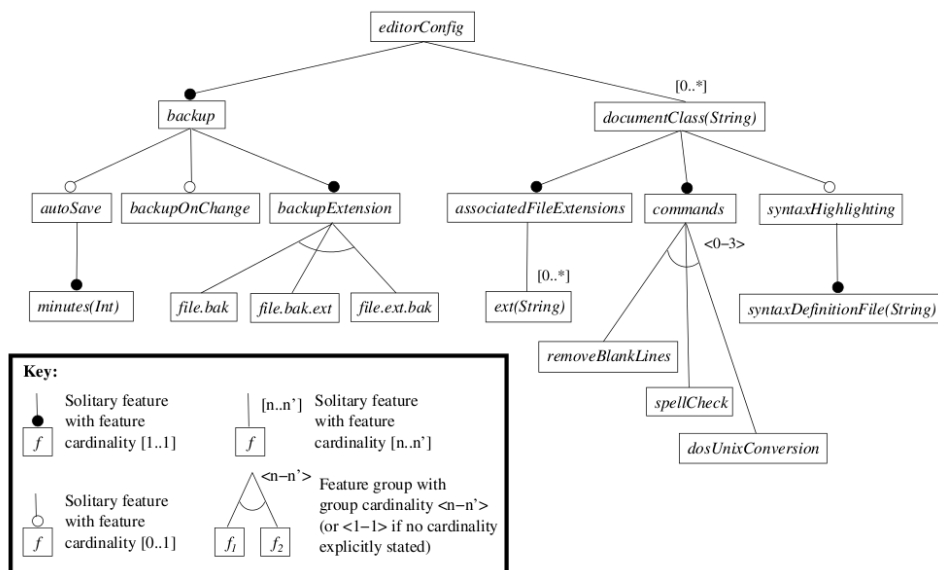 editorConfig
[0..*]
backup
documentClass(String)
autoSave
backupOnChange
backupExtension
associatedFileExtensions
commands
syntaxHighlighting
<0−3>
[0..*]
minutes(Int)
file.bak
file.bak.ext
file.ext.bak
ext(String)
syntaxDefinitionFile(String)
removeBlankLines
spellCheck
dosUnixConversion
Key:
Solitary feature
with feature
cardinality [1..1]
f
[n..n’]
Solitary feature
with feature
cardinality [n..n’]
f
Solitary feature
with feature
cardinality [0..1]
f
<n−n’>
Feature group with
group cardinality <n−n’>
(or <1−1> if no cardinality
explicitly stated)
f1
f2